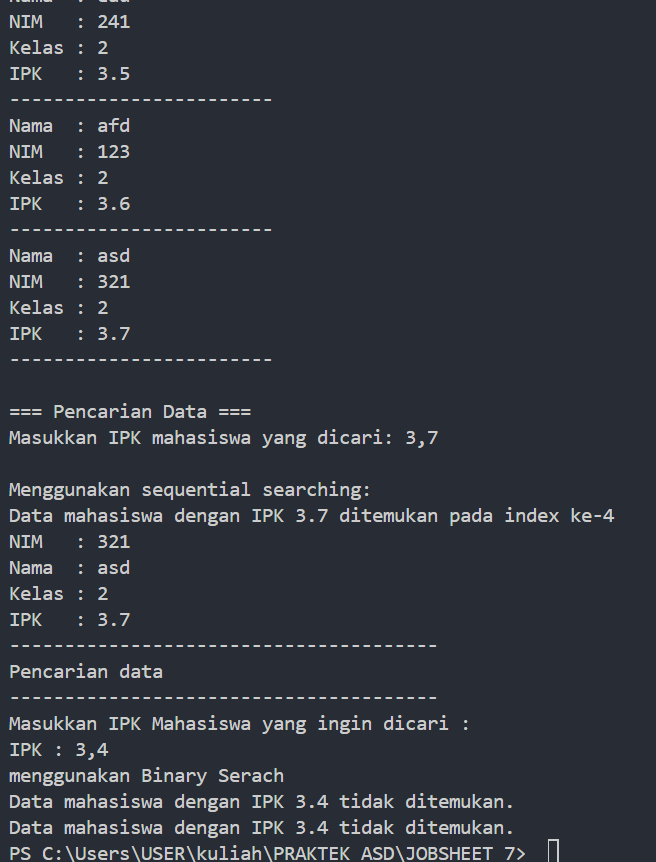 NIM   : 241
Kelas : 2
IPK   : 3.5
------------------------
Nama  : afd
NIM   : 123
Kelas : 2
IPK   : 3.6
------------------------
Nama  : asd
NIM   : 321
Kelas : 2
IPK   : 3.7
------------------------

=== Pencarian Data ===
Masukkan IPK mahasiswa yang dicari: 3,7

Menggunakan sequential searching:
Data mahasiswa dengan IPK 3.7 ditemukan pada index ke-4
NIM   : 321
Nama  : asd
Kelas : 2
IPK   : 3.7
---------------------------------------
Pencarian data
---------------------------------------
Masukkan IPK Mahasiswa yang ingin dicari :
IPK : 3,4
menggunakan Binary Serach
Data mahasiswa dengan IPK 3.4 tidak ditemukan.
Data mahasiswa dengan IPK 3.4 tidak ditemukan.
PS C:\Users\USER\kuliah\PRAKTEK ASD\JOBSHEET 7>